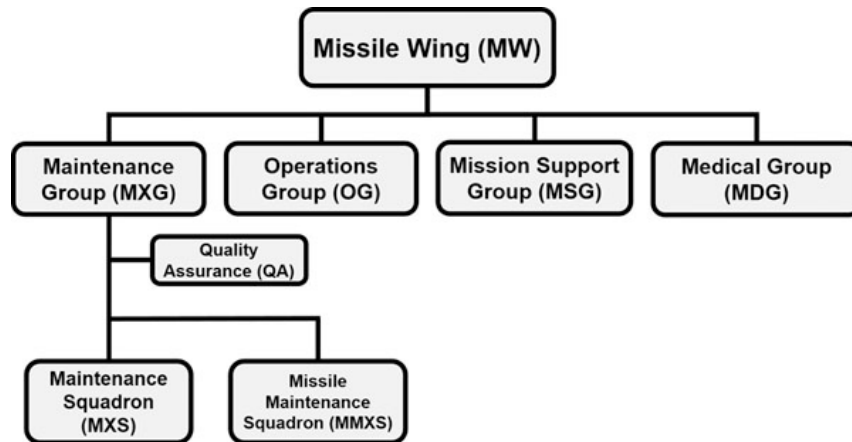 Missile Wing (MW)
Maintenance
Group (MXG)
Operations
Group (OG)
Mission Support
Group (MSG)
Medical Group
(MDG)
Quality
Assurance (QA)
Maintenance
Squadron
(MXS)
Missile
Maintenance
Squadron (MMXS)